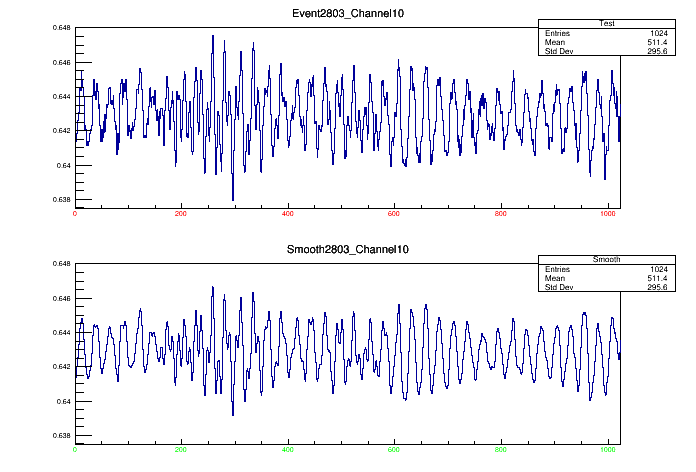 Event2803_Channel10
Test
Entries 1024
Mean 511.4
Std Dev 295.6
0.648
0.646
0.644
0.642
0.64
0.638
0 200 400 600 800 1000
Smooth2803_Channel10
Smooth
Entries 1024
Mean 511.4
Std Dev 295.6
0.648
0.646
0.644
0.642
0.64
0.638
0 200 400 600 800 1000